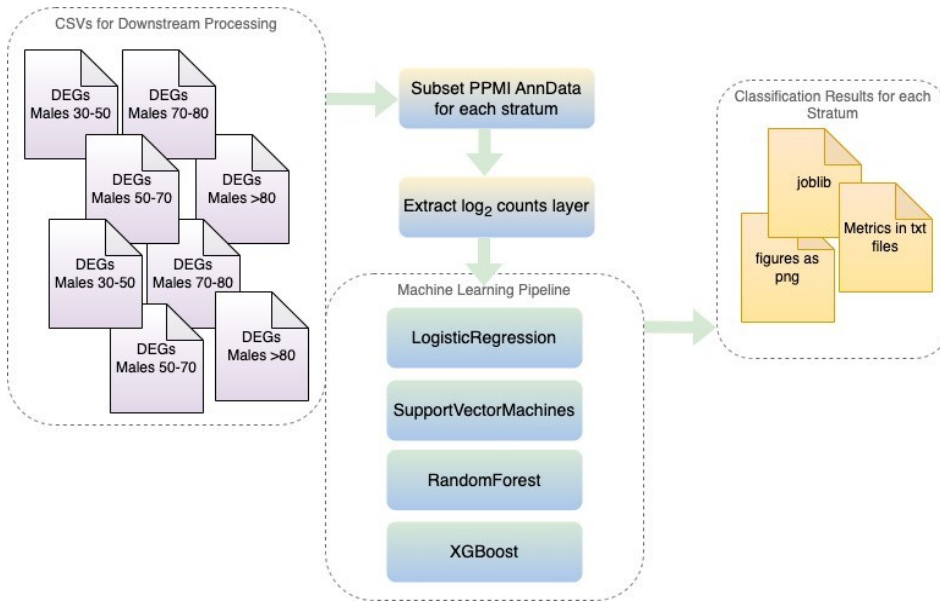 CSVs for Downstream Processing
DEGs
Males 30-50
DEGs
Males 70-80
DEGs
Males 50-70
DEGs
Males >80
DEGs
Males 30-50
DEGs
Males 70-80
DEGs
Males 50-70
DEGs
Males >80
Subset PPMI AnnData
for each stratum
Extract log₂ counts layer
Machine Learning Pipeline
LogisticRegression
SupportVectorMachines
RandomForest
XGBoost
Classification Results for each
Stratum
joblib
Metrics in txt
files
figures as
png